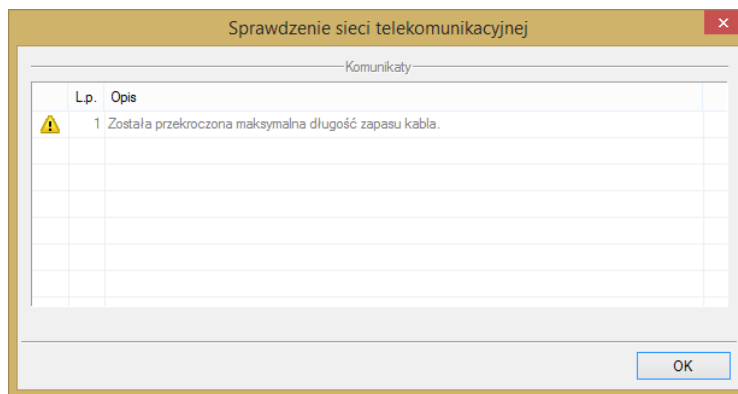 Sprawdzenie sieci telekomunikacyjnej
Komunikaty
L.p. Opis
1 Została przekroczona maksymalna długość zapasu kabla.
OK